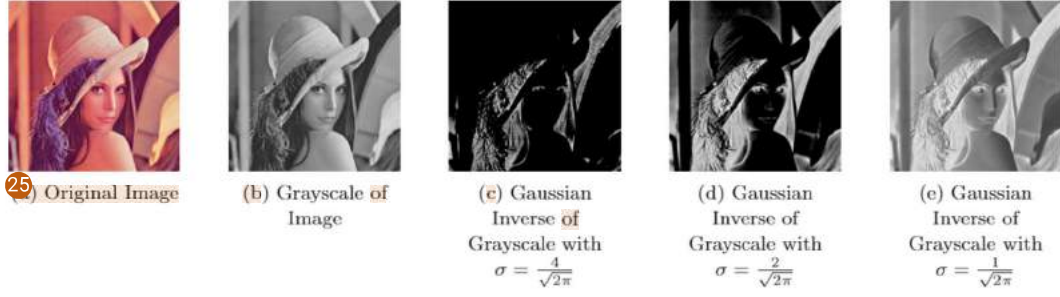 25
(a) Original Image
(b) Grayscale of
Image
(c) Gaussian
Inverse of
Grayscale with
σ = 4/√2π
(d) Gaussian
Inverse of
Grayscale with
σ = 2/√2π
(e) Gaussian
Inverse of
Grayscale with
σ = 1/√2π